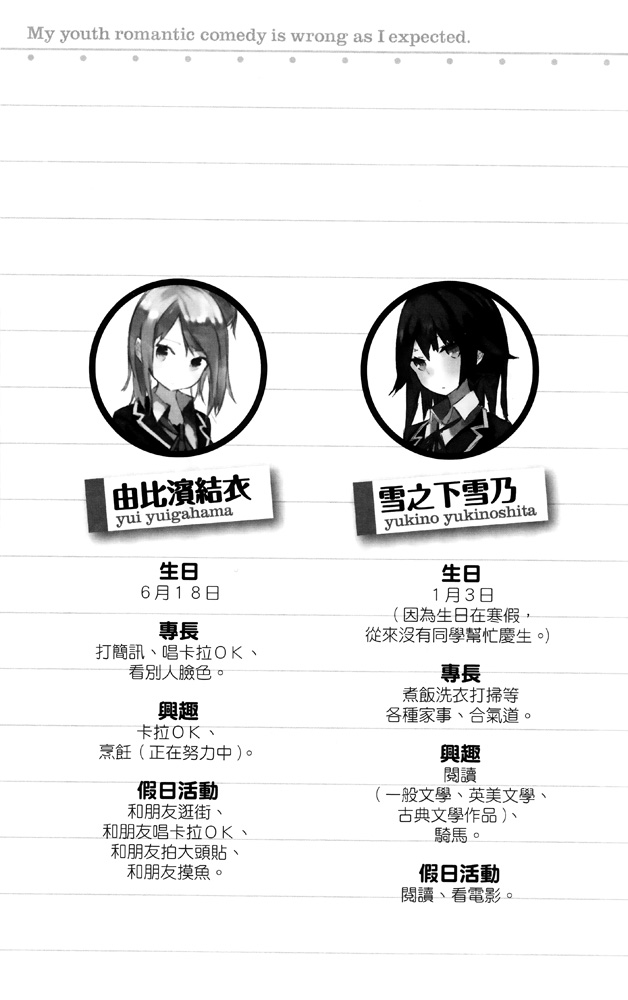 My youth romantic comedy is wrong as I expected.
由比濱結衣
yui yuigahama
生日
６月１８日
專長
打簡訊、唱卡拉ＯＫ、
看別人臉色。
興趣
卡拉ＯＫ、
烹飪（正在努力中）。
假日活動
和朋友逛街、
和朋友唱卡拉ＯＫ、
和朋友拍大頭貼、
和朋友摸魚。
雪之下雪乃
yukino yukinoshita
生日
１月３日
（因為生日在寒假，
從來沒有同學幫忙慶生。）
專長
煮飯洗衣打掃等
各種家事、合氣道。
興趣
閱讀
（一般文學、英美文學、
古典文學作品）、
騎馬。
假日活動
閱讀、看電影。